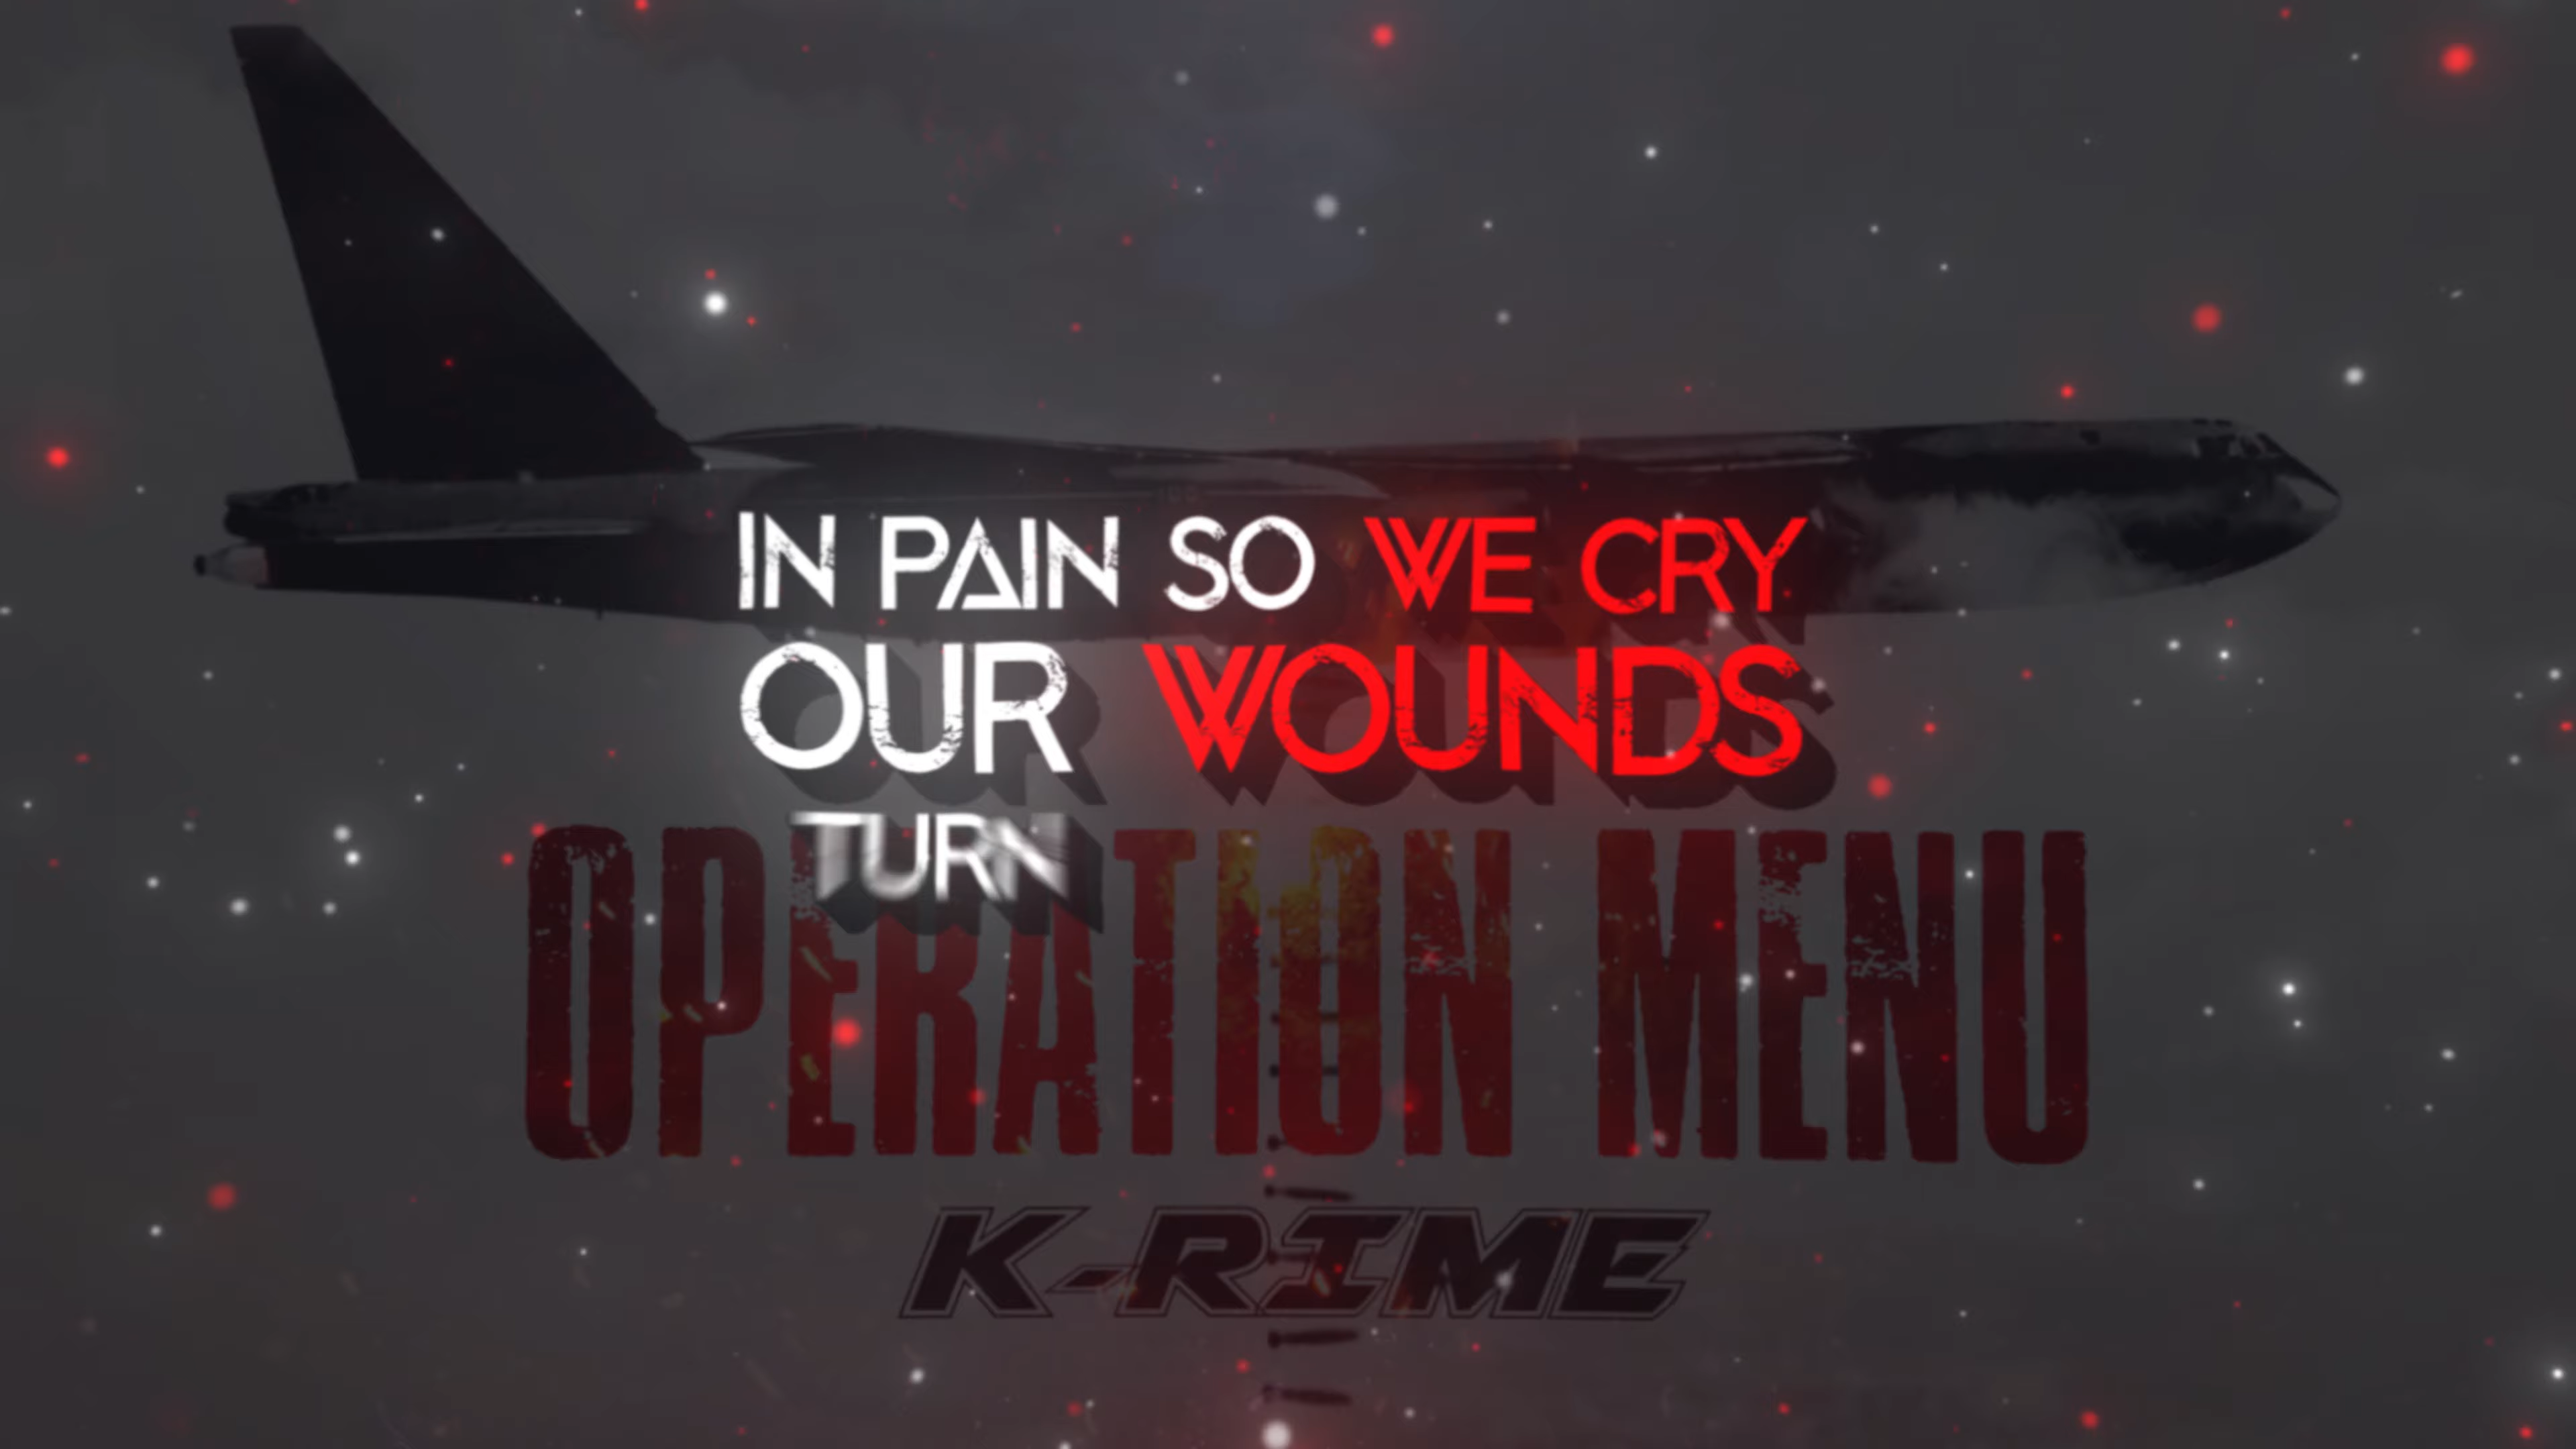 IN PAIN SO WE CRY
OUR WOUNDS
TURN
OPERATION MENU
K-RIME